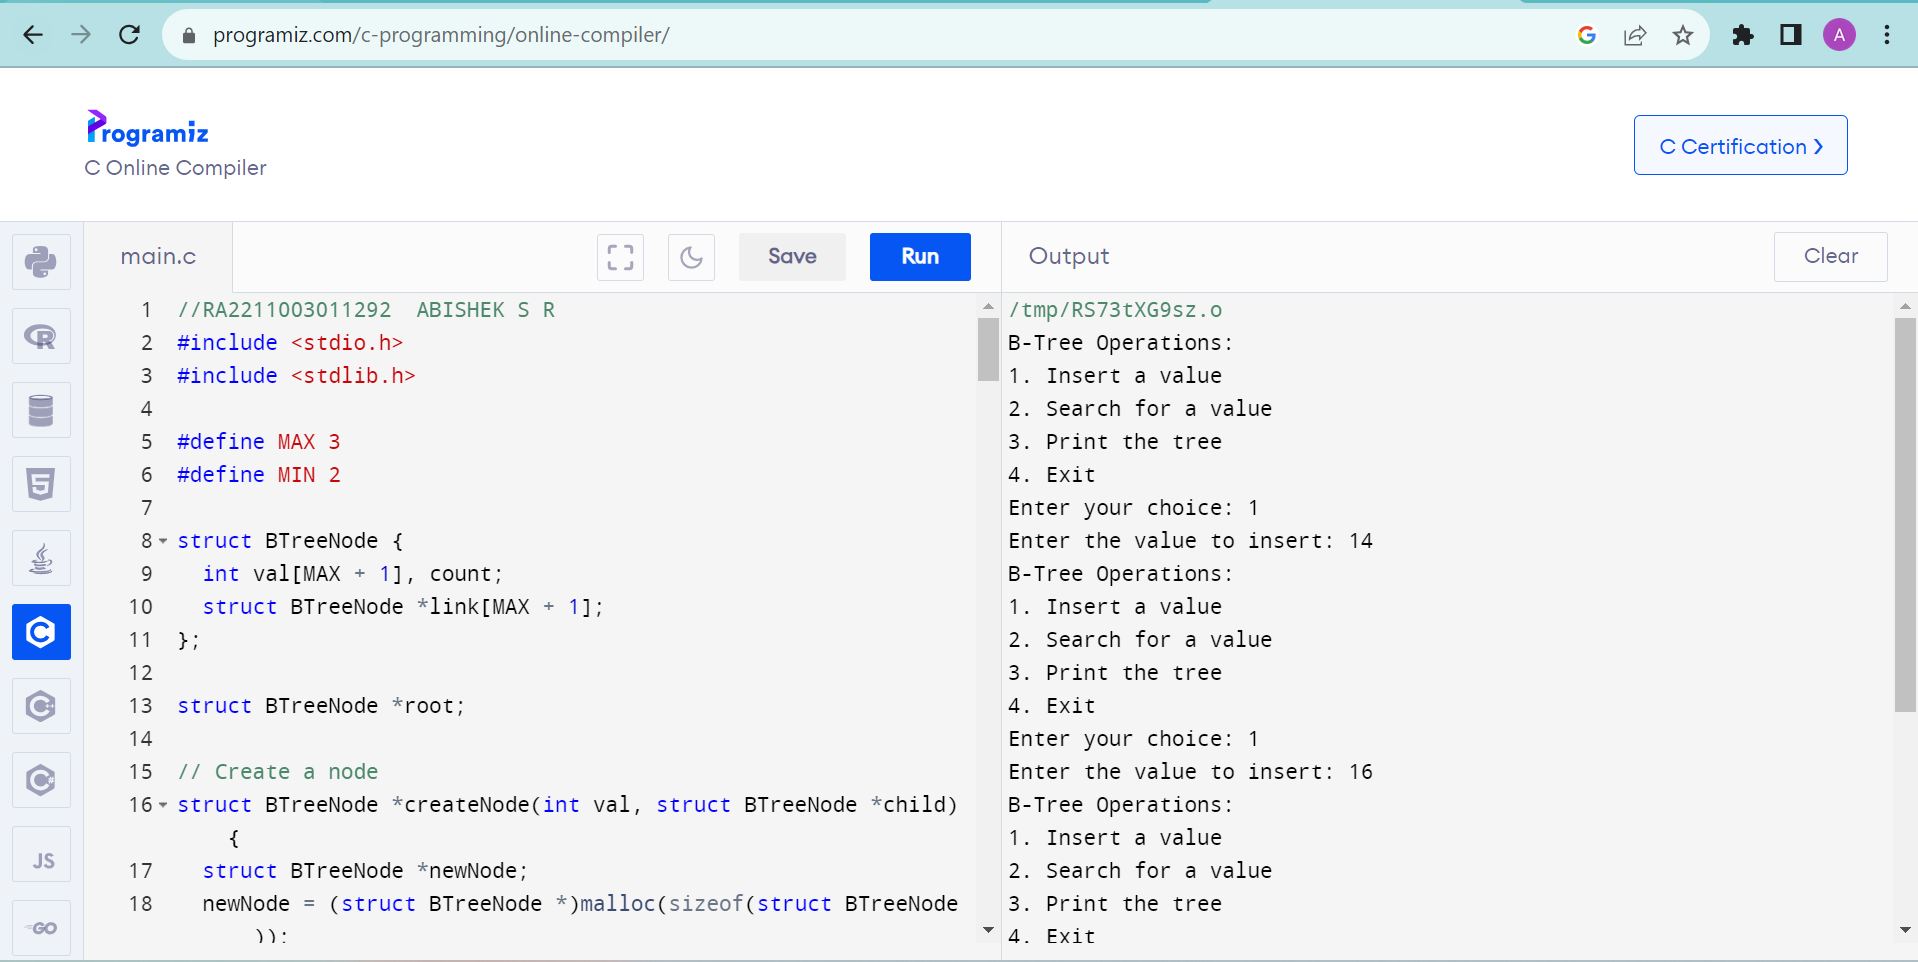 programiz.com/c-programming/online-compiler/
A
Programiz
C Online Compiler
C Certification ❯
main.c
Save
Run
Output
Clear
JS
GO
1 //RA2211003011292  ABISHEK S R
2 #include <stdio.h>
3 #include <stdlib.h>
4
5 #define MAX 3
6 #define MIN 2
7
8 struct BTreeNode {
9   int val[MAX + 1], count;
10   struct BTreeNode *link[MAX + 1];
11 };
12
13 struct BTreeNode *root;
14
15 // Create a node
16 struct BTreeNode *createNode(int val, struct BTreeNode *child)
{
17   struct BTreeNode *newNode;
18   newNode = (struct BTreeNode *)malloc(sizeof(struct BTreeNode
));
/tmp/RS73tXG9sz.o
B-Tree Operations:
1. Insert a value
2. Search for a value
3. Print the tree
4. Exit
Enter your choice: 1
Enter the value to insert: 14
B-Tree Operations:
1. Insert a value
2. Search for a value
3. Print the tree
4. Exit
Enter your choice: 1
Enter the value to insert: 16
B-Tree Operations:
1. Insert a value
2. Search for a value
3. Print the tree
4. Exit